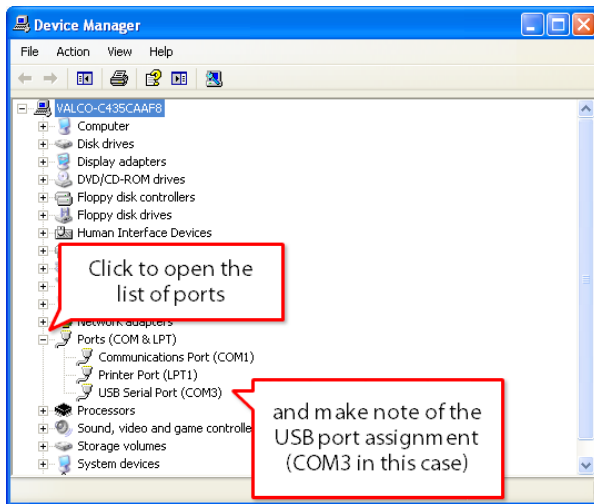 Device Manager
File Action View Help
VALCO-C435CAAF8
Computer
Disk drives
Display adapters
DVD/CD-ROM drives
Floppy disk controllers
Floppy disk drives
Human Interface Devices
Click to open the
list of ports
Network adapters
Ports (COM & LPT)
Communications Port (COM1)
Printer Port (LPT1)
USB Serial Port (COM3)
and make note of the
USB port assignment
(COM3 in this case)
Processors
Sound, video and game controlle
Storage volumes
System devices